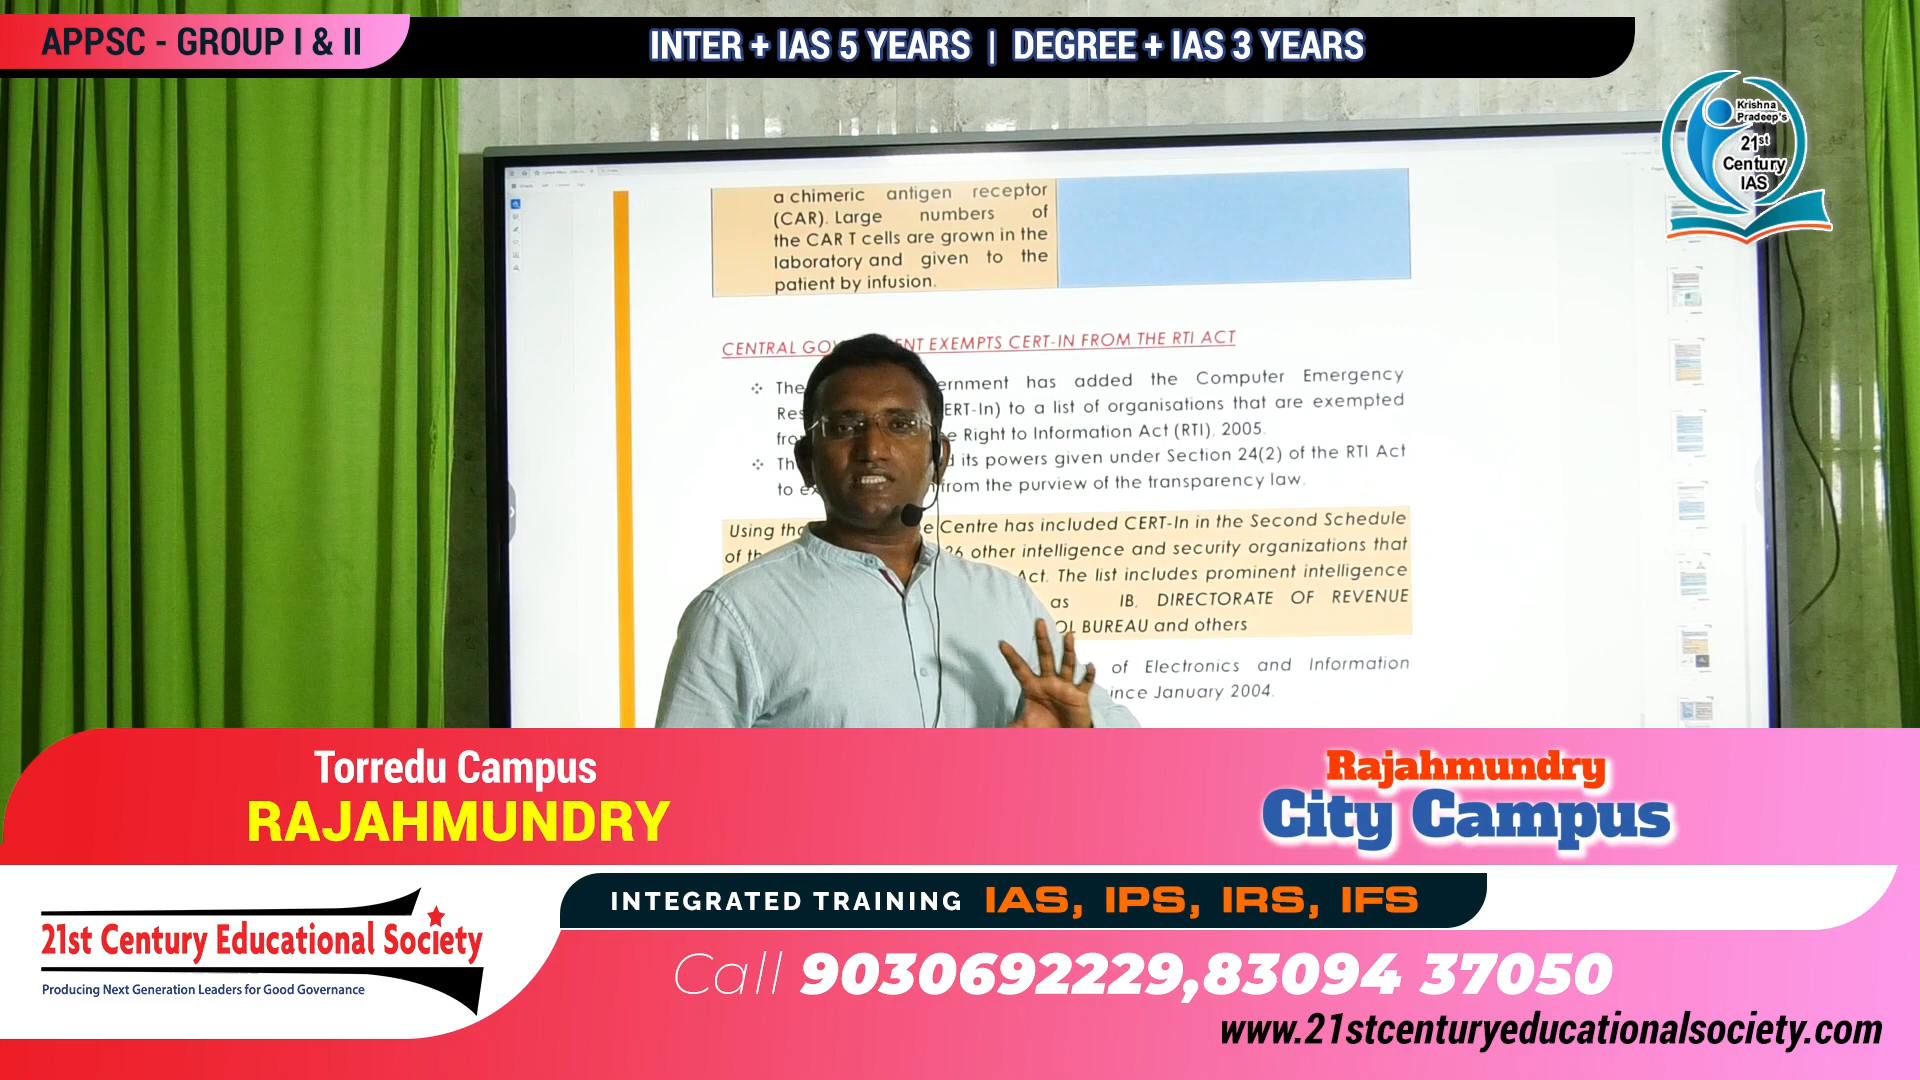 APPSC - GROUP I & II
INTER + IAS 5 YEARS | DEGREE + IAS 3 YEARS
Krishna
Pradeep's
21st
Century
IAS
a chimeric antigen receptor
(CAR). Large numbers of
the CAR T cells are grown in the
laboratory and given to the
patient by infusion.
CENTRAL GO ENT EXEMPTS CERT-IN FROM THE RTI ACT
The ernment has added the Computer Emergency
Res ERT-In) to a list of organisations that are exempted
fro e Right to Information Act (RTI), 2005.
Th d its powers given under Section 24(2) of the RTI Act
to ex from the purview of the transparency law.
Using tha e Centre has included CERT-In in the Second Schedule
of th 26 other intelligence and security organizations that
Act. The list includes prominent intelligence
as IB, DIRECTORATE OF REVENUE
OL BUREAU and others
of Electronics and Information
ince January 2004.
Torredu Campus
RAJAHMUNDRY
Rajahmundry
City Campus
21st Century Educational Society
Producing Next Generation Leaders for Good Governance
INTEGRATED TRAINING IAS, IPS, IRS, IFS
Call 9030692229,83094 37050
www.21stcenturyeducationalsociety.com